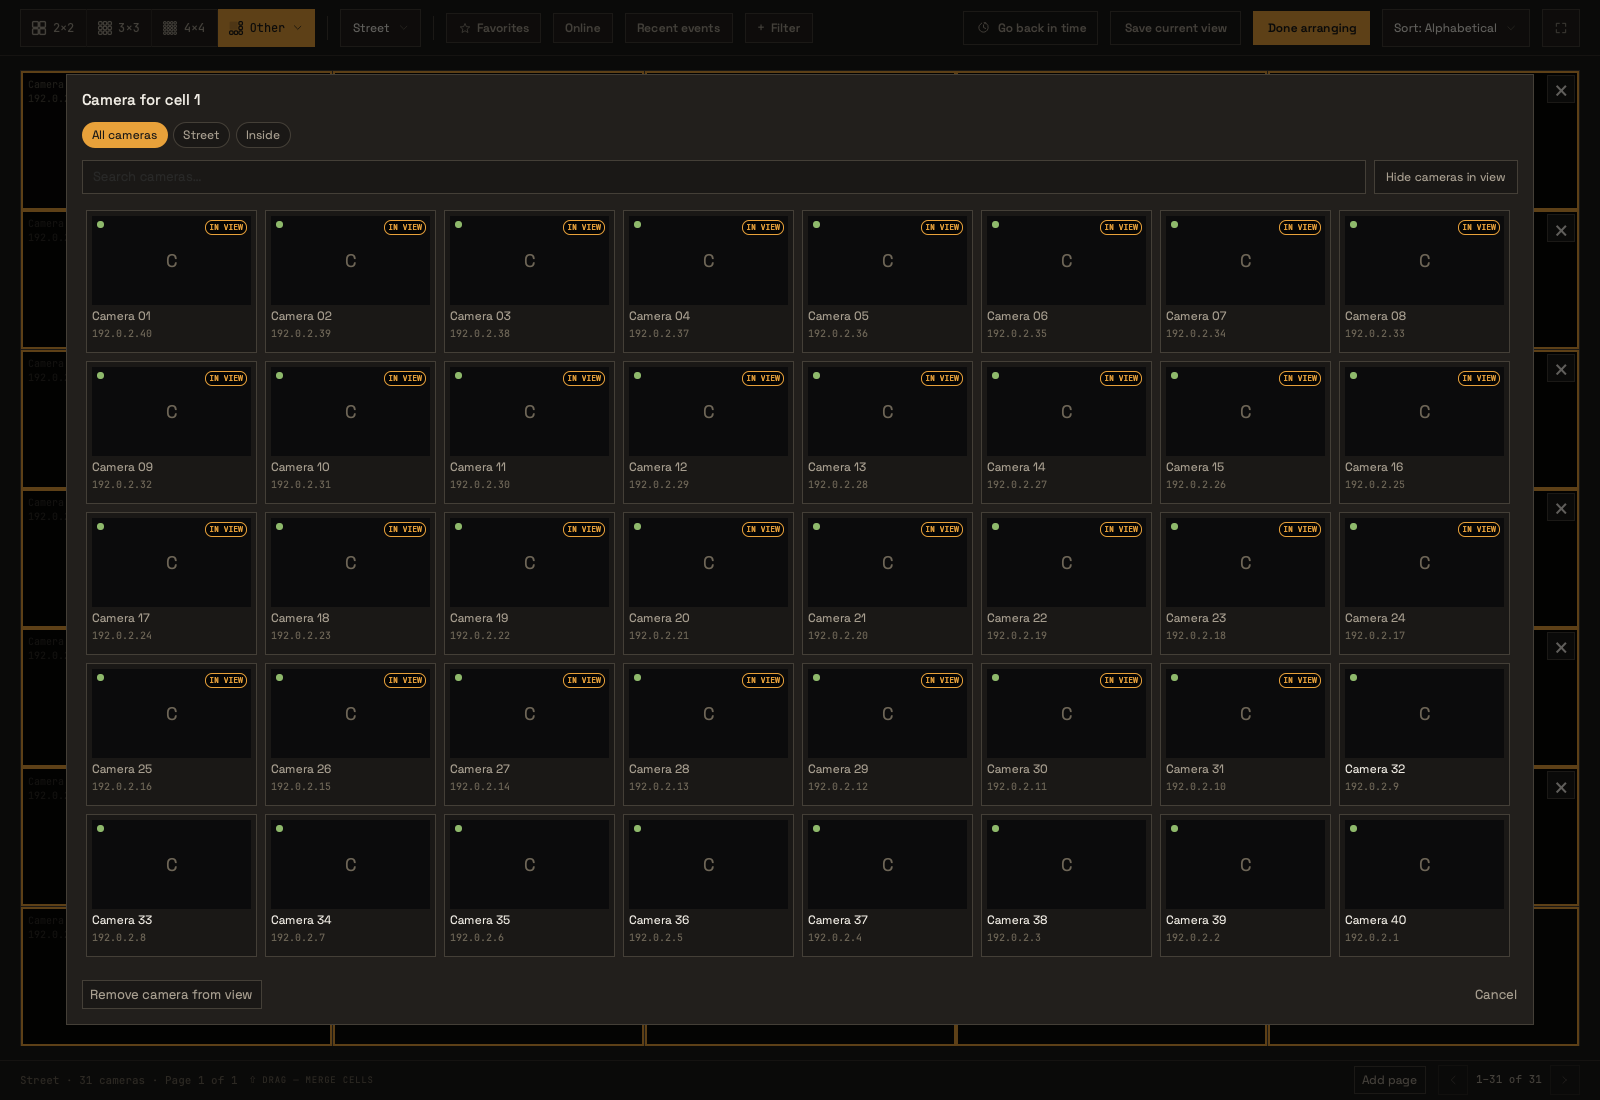 2×2 3×3 4×4 Other Street Favorites Online Recent events + Filter Go back in time Save current view Done arranging Sort: Alphabetical
Camera for cell 1
All cameras Street Inside
Search cameras... Hide cameras in view
IN VIEW IN VIEW IN VIEW IN VIEW IN VIEW IN VIEW IN VIEW IN VIEW
C C C C C C C C
Camera 01 Camera 02 Camera 03 Camera 04 Camera 05 Camera 06 Camera 07 Camera 08
192.0.2.40 192.0.2.39 192.0.2.38 192.0.2.37 192.0.2.36 192.0.2.35 192.0.2.34 192.0.2.33
IN VIEW IN VIEW IN VIEW IN VIEW IN VIEW IN VIEW IN VIEW IN VIEW
C C C C C C C C
Camera 09 Camera 10 Camera 11 Camera 12 Camera 13 Camera 14 Camera 15 Camera 16
192.0.2.32 192.0.2.31 192.0.2.30 192.0.2.29 192.0.2.28 192.0.2.27 192.0.2.26 192.0.2.25
IN VIEW IN VIEW IN VIEW IN VIEW IN VIEW IN VIEW IN VIEW IN VIEW
C C C C C C C C
Camera 17 Camera 18 Camera 19 Camera 20 Camera 21 Camera 22 Camera 23 Camera 24
192.0.2.24 192.0.2.23 192.0.2.22 192.0.2.21 192.0.2.20 192.0.2.19 192.0.2.18 192.0.2.17
IN VIEW IN VIEW IN VIEW IN VIEW IN VIEW IN VIEW IN VIEW
C C C C C C C C
Camera 25 Camera 26 Camera 27 Camera 28 Camera 29 Camera 30 Camera 31 Camera 32
192.0.2.16 192.0.2.15 192.0.2.14 192.0.2.13 192.0.2.12 192.0.2.11 192.0.2.10 192.0.2.9
C C C C C C C C
Camera 33 Camera 34 Camera 35 Camera 36 Camera 37 Camera 38 Camera 39 Camera 40
192.0.2.8 192.0.2.7 192.0.2.6 192.0.2.5 192.0.2.4 192.0.2.3 192.0.2.2 192.0.2.1
Remove camera from view Cancel
Street · 31 cameras · Page 1 of 1 ⇧ DRAG — MERGE CELLS Add page 1–31 of 31